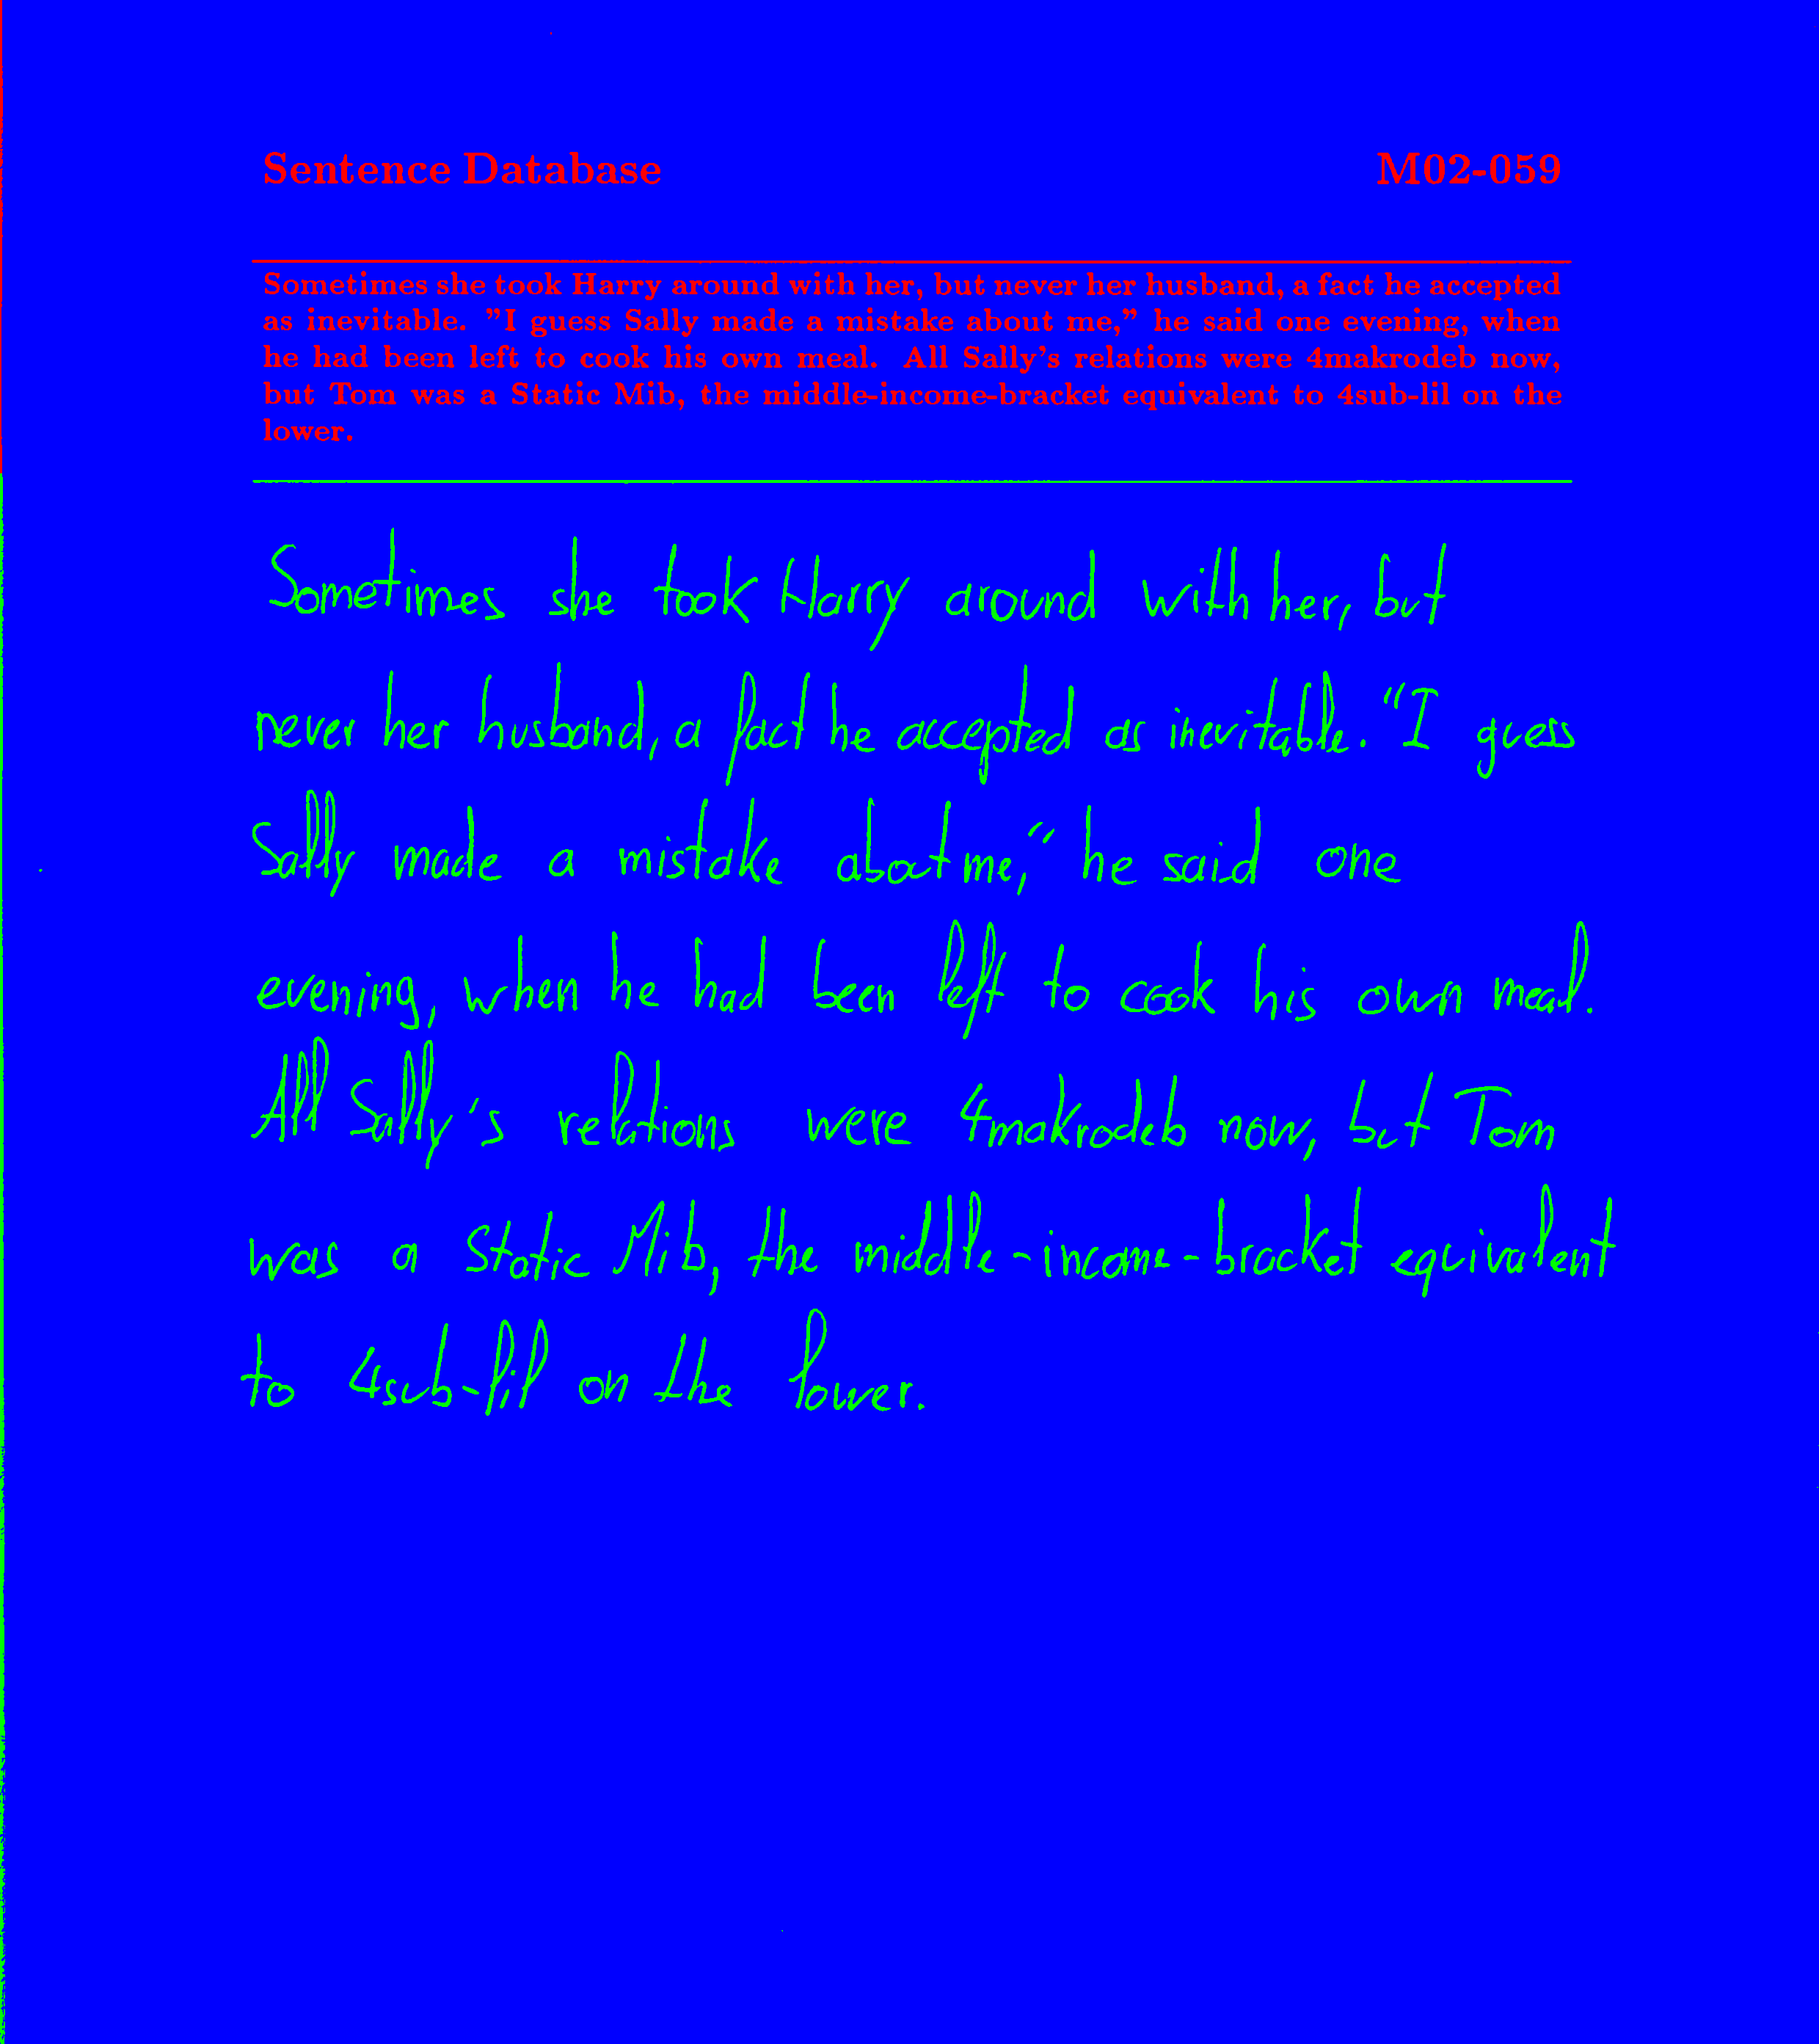 Sentence Database M02-059
Sometimes she took Harry around with her, but never her husband, a fact he accepted
as inevitable. "I guess Sally made a mistake about me," he said one evening, when
he had been left to cook his own meal. All Sally's relations were 4makrodeb now,
but Tom was a Static Mib, the middle-income-bracket equivalent to 4sub-lil on the
lower.
Sometimes she took Harry around with her, but
never her husband, a fact he accepted as inevitable. "I guess
Sally made a mistake about me," he said one
evening, when he had been left to cook his own meal.
All Sally's relations were 4makrodeb now, but Tom
was a Static Mib, the middle-income-bracket equivalent
to 4sub-lil on the lower.